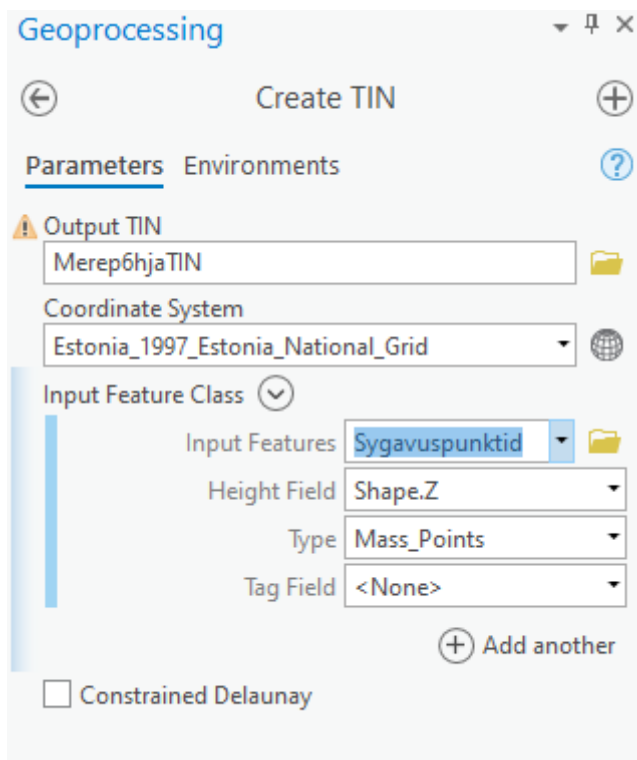 Geoprocessing
Create TIN
Parameters Environments
Output TIN
Merep6hjaTIN
Coordinate System
Estonia_1997_Estonia_National_Grid
Input Feature Class
Input Features Sygavuspunktid
Height Field Shape.Z
Type Mass_Points
Tag Field <None>
Add another
Constrained Delaunay